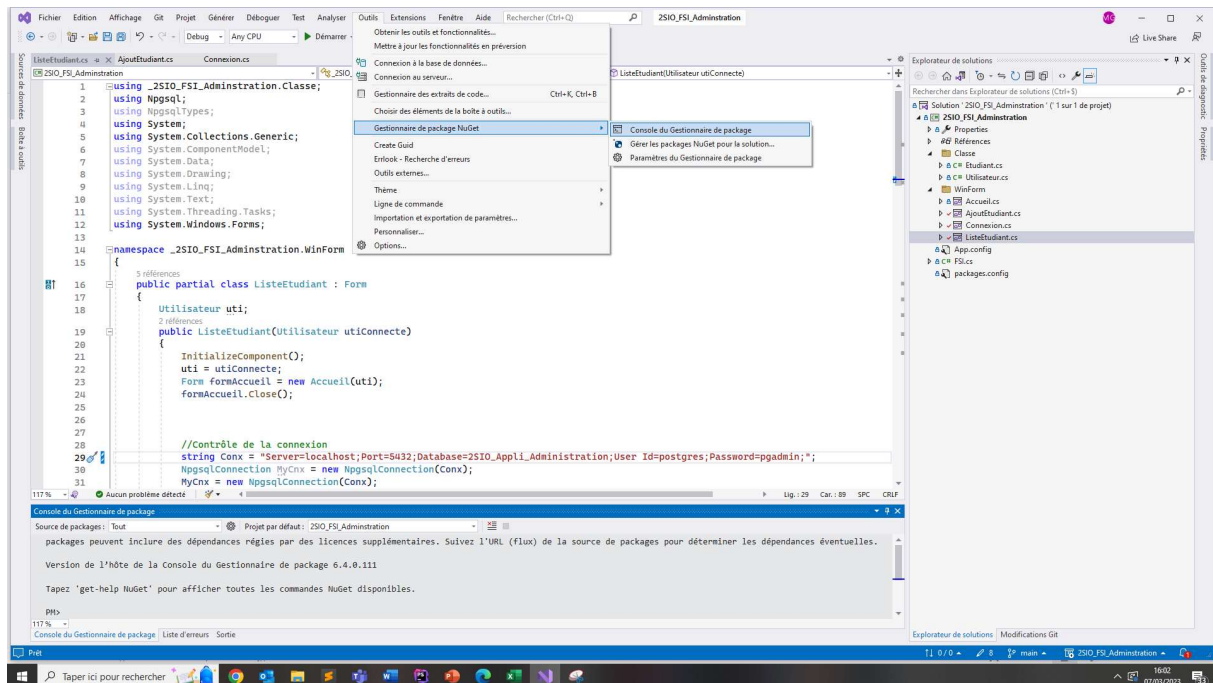 Fichier Edition Affichage Git Projet Générer Déboguer Test Analyser Outils Extensions Fenêtre Aide Rechercher (Ctrl+Q) 2SIO_FSI_Adminstration MG
Debug Any CPU Démarrer Live Share
Obtenir les outils et fonctionnalités...
Mettre à jour les fonctionnalités en préversion
Connexion à la base de données...
Connexion au serveur...
Gestionnaire des extraits de code... Ctrl+K, Ctrl+B
Choisir des éléments de la boîte à outils...
Gestionnaire de package NuGet
Create Guid
Errlook - Recherche d'erreurs
Outils externes...
Thème
Ligne de commande
Importation et exportation de paramètres...
Personnaliser...
Options...
Console du Gestionnaire de package
Gérer les packages NuGet pour la solution...
Paramètres du Gestionnaire de package
Sources de données
Boîte à outils
ListeEtudiant.cs AjoutEtudiant.cs Connexion.cs
2SIO_FSI_Adminstration _2SIO_ ListeEtudiant(Utilisateur utiConnecte)
1 using _2SIO_FSI_Adminstration.Classe;
2 using Npgsql;
3 using NpgsqlTypes;
4 using System;
5 using System.Collections.Generic;
6 using System.ComponentModel;
7 using System.Data;
8 using System.Drawing;
9 using System.Linq;
10 using System.Text;
11 using System.Threading.Tasks;
12 using System.Windows.Forms;
13
14 namespace _2SIO_FSI_Adminstration.WinForm
15 {
5 références
16 public partial class ListeEtudiant : Form
17 {
18 Utilisateur uti;
2 références
19 public ListeEtudiant(Utilisateur utiConnecte)
20 {
21 InitializeComponent();
22 uti = utiConnecte;
23 Form formAccueil = new Accueil(uti);
24 formAccueil.Close();
25
26
27
28 //Contrôle de la connexion
29 string Conx = "Server=localhost;Port=5432;Database=2SIO_Appli_Administration;User Id=postgres;Password=pgadmin;";
30 NpgsqlConnection MyCnx = new NpgsqlConnection(Conx);
31 MyCnx = new NpgsqlConnection(Conx);
117 % Aucun problème détecté Lig. : 29 Car. : 89 SPC CRLF
Console du Gestionnaire de package
Source de packages : Tout Projet par défaut : 2SIO_FSI_Adminstration
packages peuvent inclure des dépendances régies par des licences supplémentaires. Suivez l'URL (flux) de la source de packages pour déterminer les dépendances éventuelles.
Version de l'hôte de la Console du Gestionnaire de package 6.4.0.111
Tapez 'get-help NuGet' pour afficher toutes les commandes NuGet disponibles.
PM>
117 %
Console du Gestionnaire de package Liste d'erreurs Sortie
Explorateur de solutions
Rechercher dans Explorateur de solutions (Ctrl+$)
Solution '2SIO_FSI_Adminstration ' (' 1 sur 1 de projet)
2SIO_FSI_Adminstration
Properties
Références
Classe
C# Etudiant.cs
C# Utilisateur.cs
WinForm
Accueil.cs
AjoutEtudiant.cs
Connexion.cs
ListeEtudiant.cs
App.config
C# FSI.cs
packages.config
Explorateur de solutions Modifications Git
Outils de diagnostic
Propriétés
Prêt 0 / 0 8 main 2SIO_FSI_Adminstration
Taper ici pour rechercher 16:02
07/03/2023